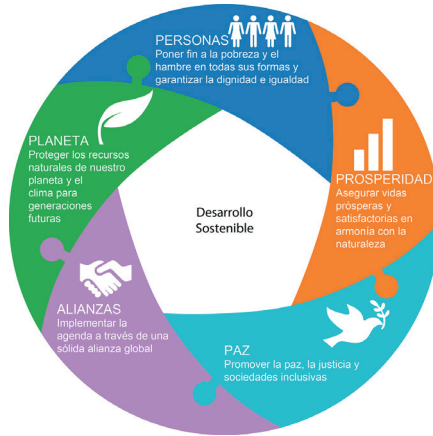 PERSONAS
Poner fin a la pobreza y el
hambre en todas sus formas y
garantizar la dignidad e igualdad
PROSPERIDAD
Asegurar vidas
prósperas y
satisfactorias en
armonía con la
naturaleza
PAZ
Promover la paz, la justicia y
sociedades inclusivas
ALIANZAS
Implementar la
agenda a través de una
sólida alianza global
PLANETA
Proteger los recursos
naturales de nuestro
planeta y el
clima para
generaciones
futuras
Desarrollo
Sostenible